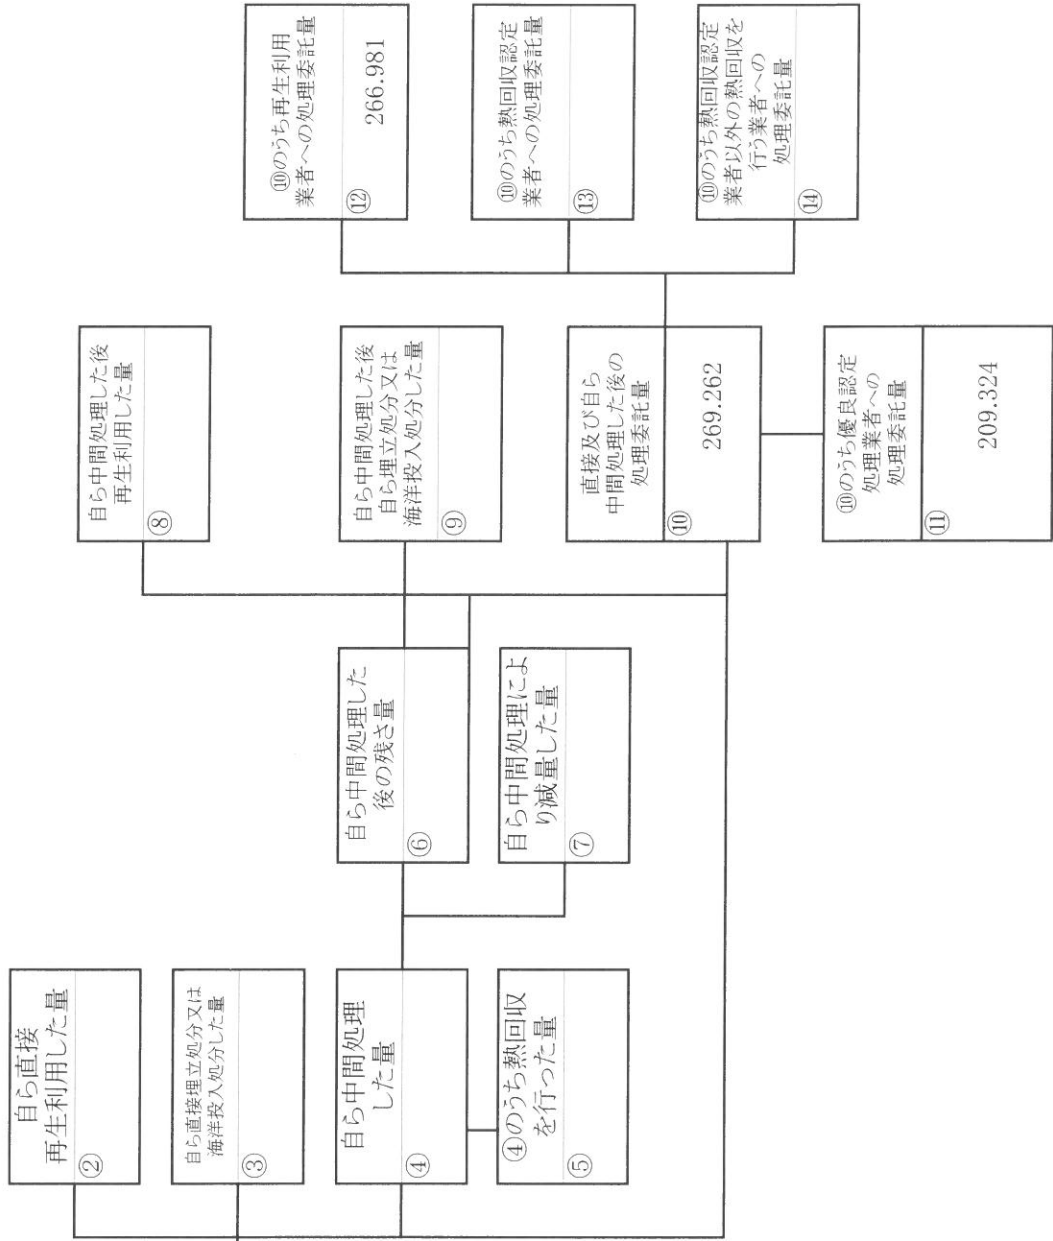 自ら直接
再生利用した量
②
自ら直接埋立処分又は
海洋投入処分した量
③
自ら中間処理
した量
④
④のうち熱回収
を行った量
⑤
自ら中間処理した
後の残さ量
⑥
自ら中間処理によ
り減量した量
⑦
自ら中間処理した後
再生利用した量
⑧
自ら中間処理した後
自ら埋立処分又は
海洋投入処分した量
⑨
直接及び自ら
中間処理した後の
処理委託量
⑩
269.262
⑩のうち優良認定
処理業者への
処理委託量
⑪
209.324
⑩のうち再生利用
業者への処理委託量
⑫
266.981
⑩のうち熱回収認定
業者への処理委託量
⑬
⑩のうち熱回収認定
業者以外の熱回収を
行う業者への
処理委託量
⑭